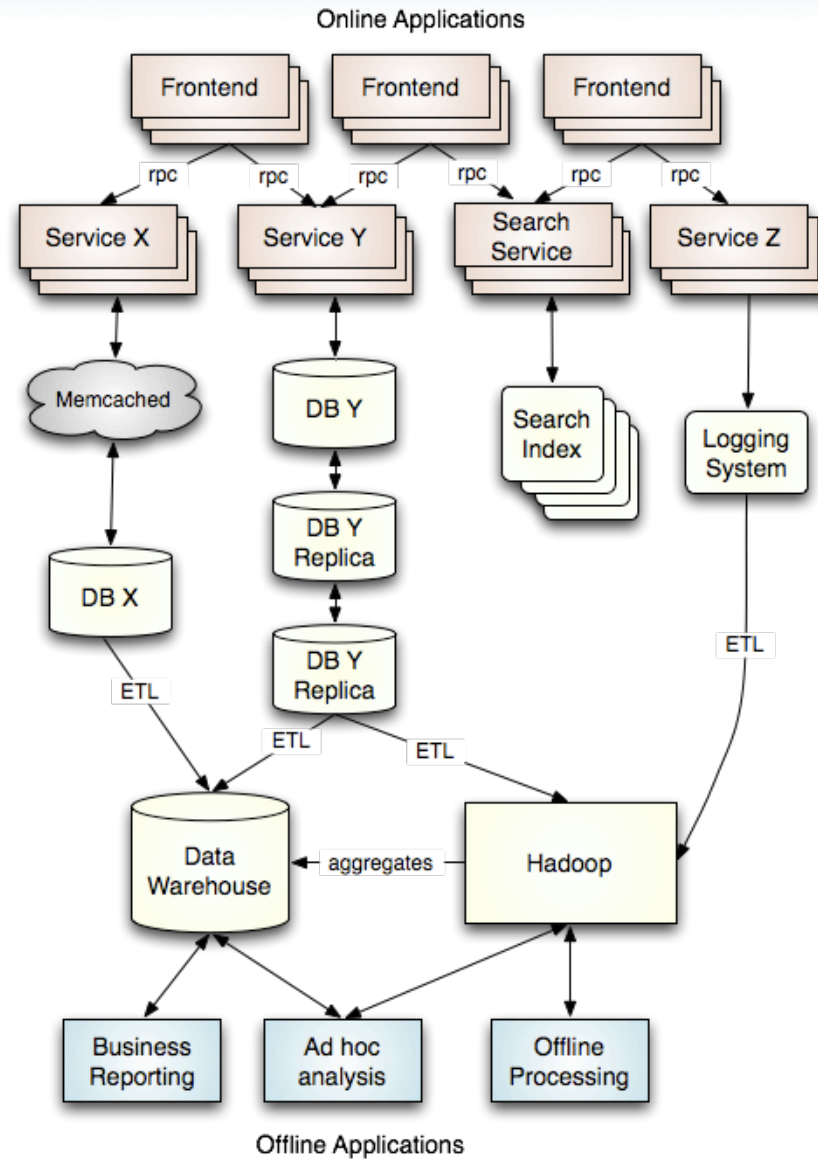 Online Applications
Frontend
Frontend
Frontend
rpc
rpc
rpc
rpc
rpc
rpc
Service X
Service Y
Search
Service
Service Z
Memcached
DB Y
Search
Index
Logging
System
DB Y
Replica
DB X
DB Y
Replica
ETL
ETL
ETL
ETL
Data
Warehouse
aggregates
Hadoop
Business
Reporting
Ad hoc
analysis
Offline
Processing
Offline Applications